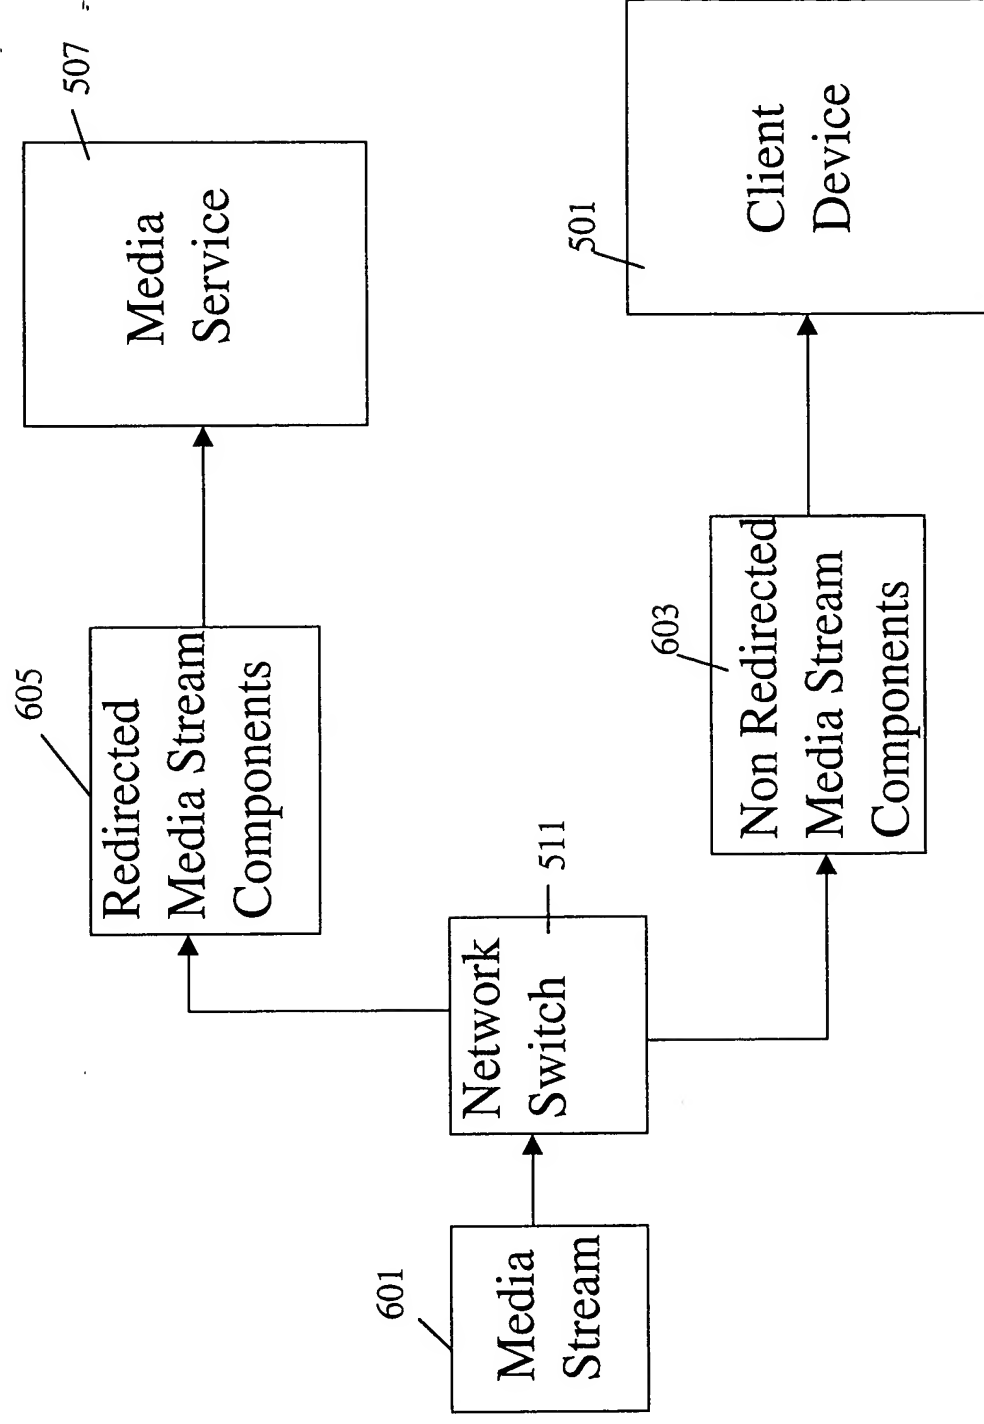 601
Media
Stream
Network
Switch
511
605
Redirected
Media Stream
Components
603
Non Redirected
Media Stream
Components
507
Media
Service
501
Client
Device